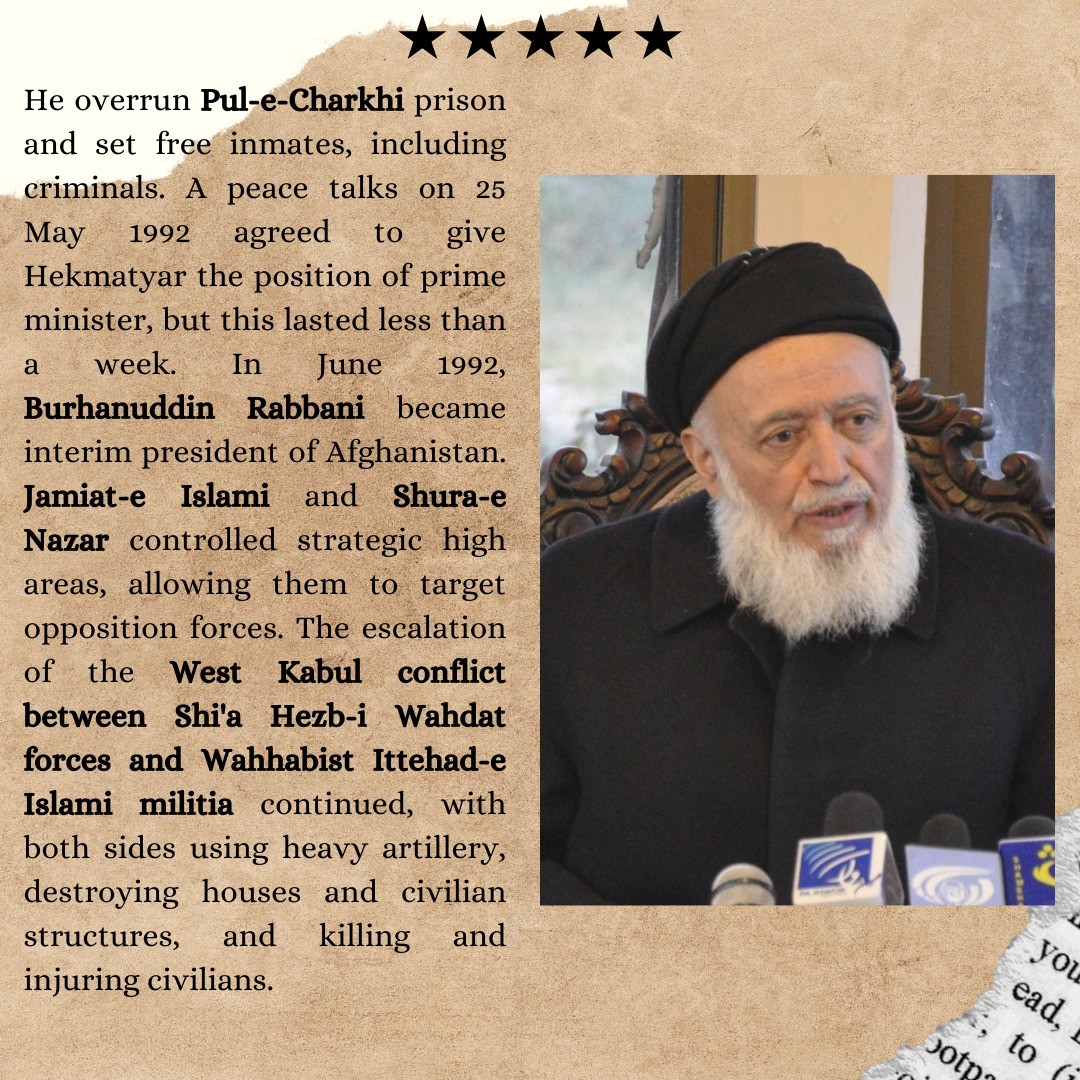 He overrun Pul-e-Charkhi prison
and set free inmates, including
criminals. A peace talks on 25
May 1992 agreed to give
Hekmatyar the position of prime
minister, but this lasted less than
a week. In June 1992,
Burhanuddin Rabbani became
interim president of Afghanistan.
Jamiat-e Islami and Shura-e
Nazar controlled strategic high
areas, allowing them to target
opposition forces. The escalation
of the West Kabul conflict
between Shi'a Hezb-i Wahdat
forces and Wahhabist Ittehad-e
Islami militia continued, with
both sides using heavy artillery,
destroying houses and civilian
structures, and killing and
injuring civilians.
you
ead,
; to